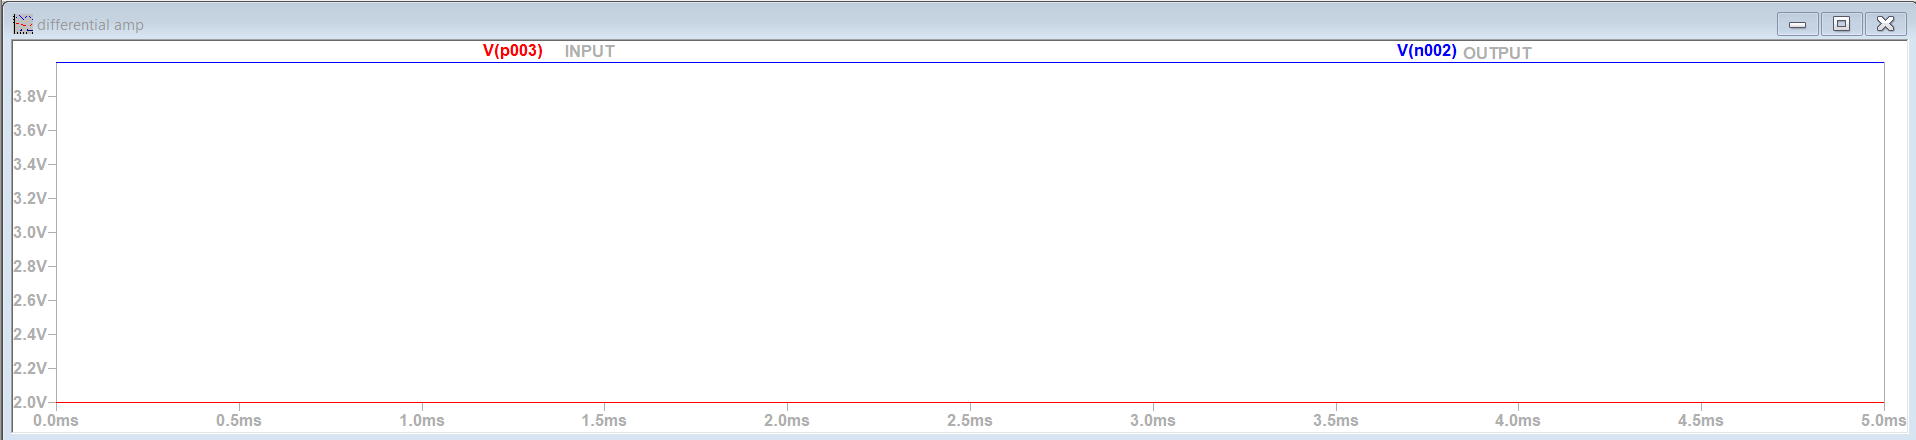 differential amp
V(p003) INPUT V(n002) OUTPUT
3.8V
3.6V
3.4V
3.2V
3.0V
2.8V
2.6V
2.4V
2.2V
2.0V
0.0ms 0.5ms 1.0ms 1.5ms 2.0ms 2.5ms 3.0ms 3.5ms 4.0ms 4.5ms 5.0ms